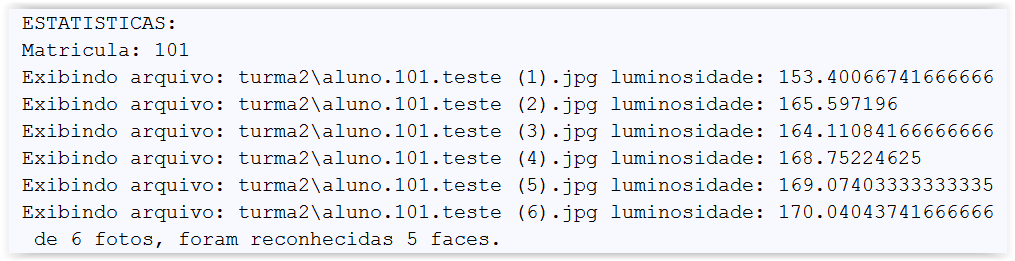 ESTATISTICAS:
Matricula: 101
Exibindo arquivo: turma2\aluno.101.teste (1).jpg luminosidade: 153.40066741666666
Exibindo arquivo: turma2\aluno.101.teste (2).jpg luminosidade: 165.597196
Exibindo arquivo: turma2\aluno.101.teste (3).jpg luminosidade: 164.11084166666666
Exibindo arquivo: turma2\aluno.101.teste (4).jpg luminosidade: 168.75224625
Exibindo arquivo: turma2\aluno.101.teste (5).jpg luminosidade: 169.07403333333335
Exibindo arquivo: turma2\aluno.101.teste (6).jpg luminosidade: 170.04043741666666
de 6 fotos, foram reconhecidas 5 faces.